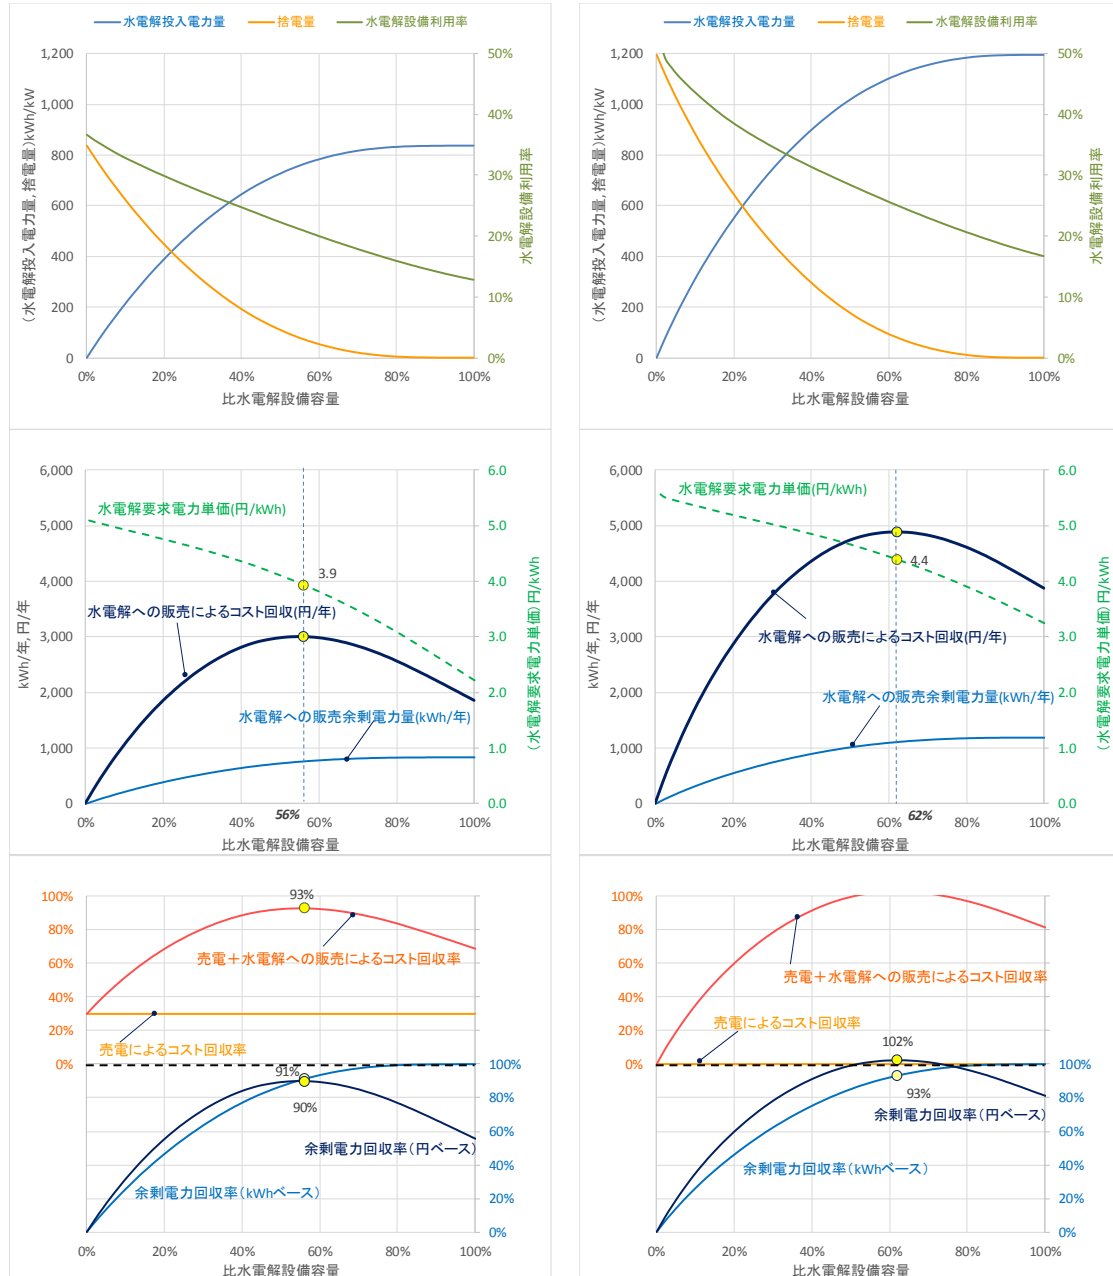 水電解投入電力量 捨電量 水電解設備利用率
1,200
1,000
800
600
400
200
0
50%
40%
30%
20%
10%
0%
0% 20% 40% 60% 80% 100%
比水電解設備容量
(水電解投入電力量, 捨電量)kWh/kW
水電解設備利用率
水電解投入電力量 捨電量 水電解設備利用率
1,200
1,000
800
600
400
200
0
50%
40%
30%
20%
10%
0%
0% 20% 40% 60% 80% 100%
比水電解設備容量
(水電解投入電力量, 捨電量)kWh/kW
水電解設備利用率
6,000
5,000
4,000
3,000
2,000
1,000
0
6.0
5.0
4.0
3.0
2.0
1.0
0.0
水電解要求電力単価(円/kWh)
3.9
水電解への販売によるコスト回収(円/年)
水電解への販売余剰電力量(kWh/年)
56%
0% 20% 40% 60% 80% 100%
比水電解設備容量
kWh/年, 円/年
(水電解要求電力単価) 円/kWh
6,000
5,000
4,000
3,000
2,000
1,000
0
6.0
5.0
4.0
3.0
2.0
1.0
0.0
水電解要求電力単価(円/kWh)
4.4
水電解への販売によるコスト回収(円/年)
水電解への販売余剰電力量(kWh/年)
62%
0% 20% 40% 60% 80% 100%
比水電解設備容量
kWh/年, 円/年
(水電解要求電力単価) 円/kWh
100%
80%
60%
40%
20%
0%
93%
売電+水電解への販売によるコスト回収率
売電によるコスト回収率
91%
90%
余剰電力回収率(円ベース)
余剰電力回収率(kWhベース)
100%
80%
60%
40%
20%
0%
0% 20% 40% 60% 80% 100%
比水電解設備容量
100%
80%
60%
40%
20%
0%
売電+水電解への販売によるコスト回収率
売電によるコスト回収率
102%
93%
余剰電力回収率(円ベース)
余剰電力回収率(kWhベース)
100%
80%
60%
40%
20%
0%
0% 20% 40% 60% 80% 100%
比水電解設備容量